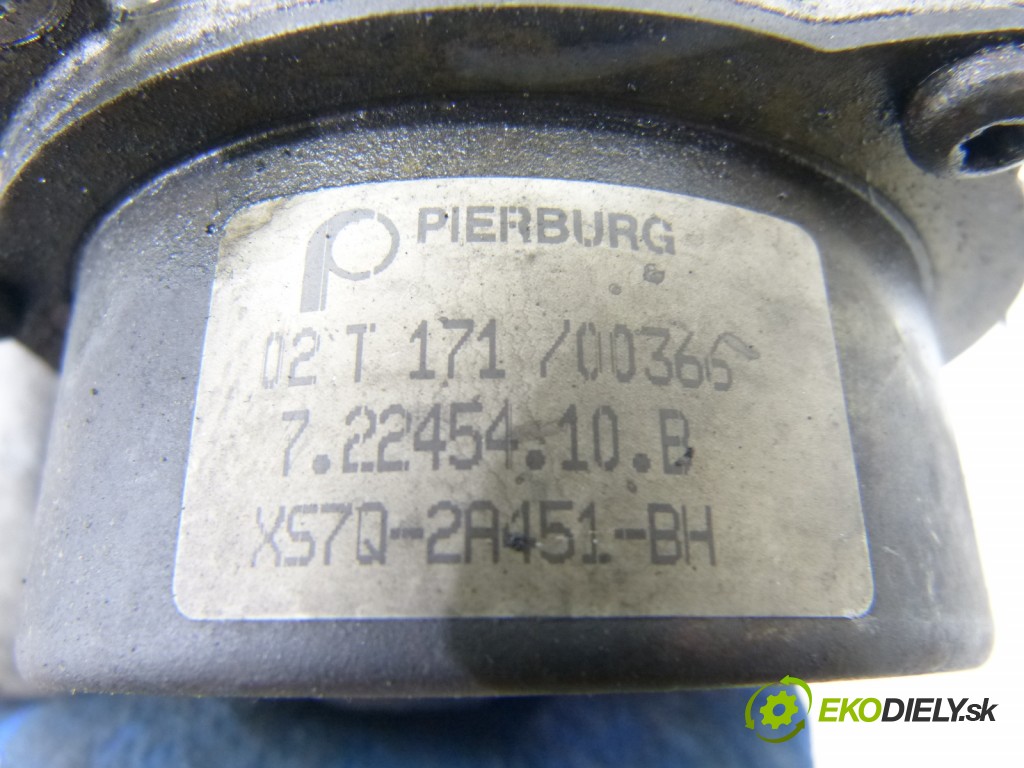 PIERBURG
02 T 171 /00366
7.22454.10.B
XS7Q-2A451-BH
EKODIELY.sk